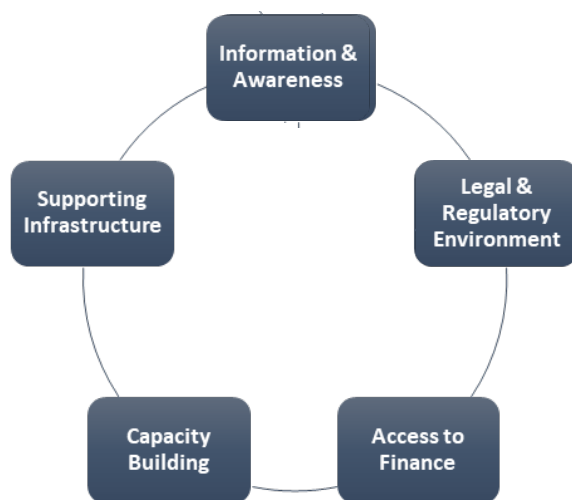 Information &
Awareness
Supporting
Infrastructure
Legal &
Regulatory
Environment
Capacity
Building
Access to
Finance